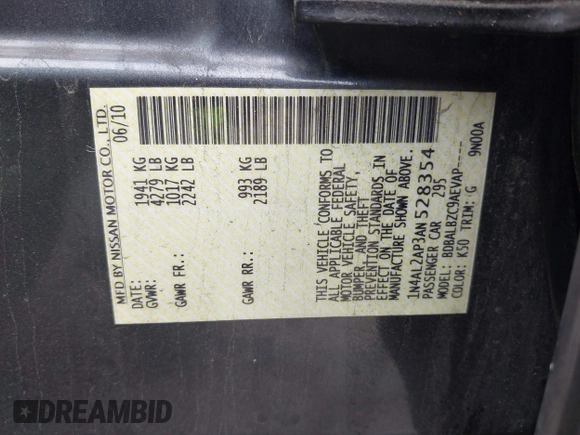 MFD BY NISSAN MOTOR CO., LTD.
DATE: 06/10
GVWR: 1941 KG
4279 LB
GAWR FR.: 1017 KG
2242 LB
GAWR RR.: 993 KG
2189 LB
THIS VEHICLE CONFORMS TO
ALL APPLICABLE FEDERAL
MOTOR VEHICLE SAFETY,
BUMPER, AND THEFT
PREVENTION STANDARDS IN
EFFECT ON THE DATE OF
MANUFACTURE SHOWN ABOVE.
1N4AL2AP3AN528354
PASSENGER CAR 295
MODEL: BDBALBZC9AEVAP-----
COLOR: K50 TRIM: G 9N00A
DREAMBID